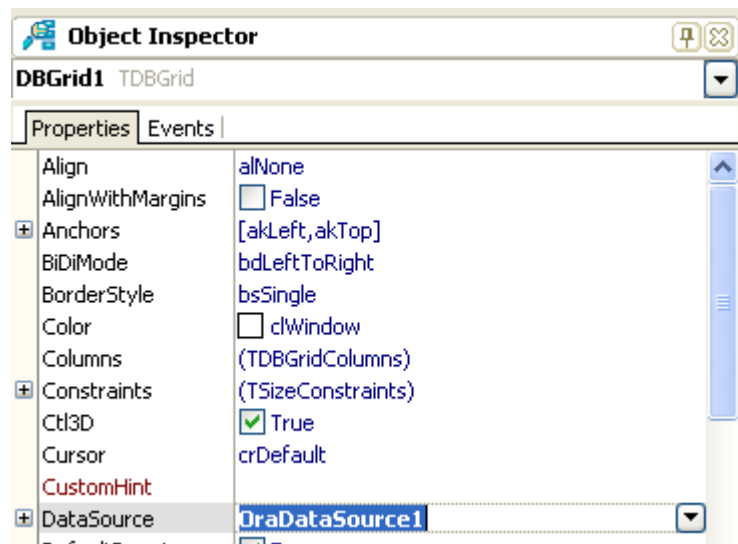 Object Inspector
DBGrid1 TDBGrid
Properties Events
Align alNone
AlignWithMargins False
Anchors [akLeft,akTop]
BiDiMode bdLeftToRight
BorderStyle bsSingle
Color clWindow
Columns (TDBGridColumns)
Constraints (TSizeConstraints)
Ctl3D True
Cursor crDefault
CustomHint
DataSource OraDataSource1